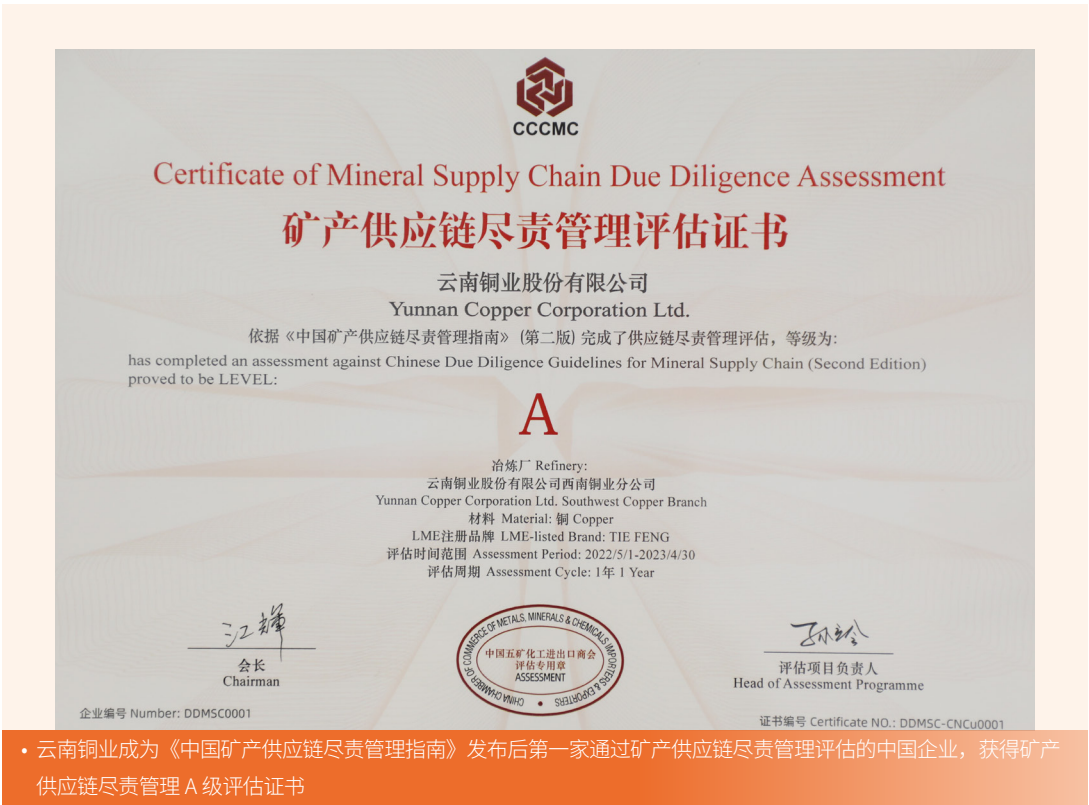 CCCMC
Certificate of Mineral Supply Chain Due Diligence Assessment
矿产供应链尽责管理评估证书
云南铜业股份有限公司
Yunnan Copper Corporation Ltd.
依据《中国矿产供应链尽责管理指南》(第二版) 完成了供应链尽责管理评估，等级为:
has completed an assessment against Chinese Due Diligence Guidelines for Mineral Supply Chain (Second Edition)
proved to be LEVEL:
A
冶炼厂 Refinery:
云南铜业股份有限公司西南铜业分公司
Yunnan Copper Corporation Ltd. Southwest Copper Branch
材料 Material: 铜 Copper
LME注册品牌 LME-listed Brand: TIE FENG
评估时间范围 Assessment Period: 2022/5/1-2023/4/30
评估周期 Assessment Cycle: 1年 1 Year
江辉
会长
Chairman
CHINA CHAMBER OF COMMERCE OF METALS, MINERALS & CHEMICALS IMPORTERS & EXPORTERS
中国五矿化工进出口商会
评估专用章
ASSESSMENT
评估项目负责人
Head of Assessment Programme
企业编号 Number: DDMSC0001
证书编号 Certificate NO.: DDMSC-CNCu0001
• 云南铜业成为《中国矿产供应链尽责管理指南》发布后第一家通过矿产供应链尽责管理评估的中国企业，获得矿产
供应链尽责管理 A 级评估证书